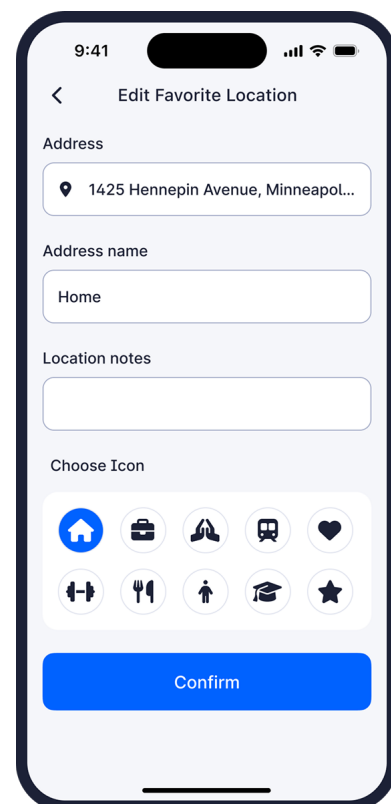 9:41
Edit Favorite Location
Address
1425 Hennepin Avenue, Minneapol...
Address name
Home
Location notes
Choose Icon
Confirm